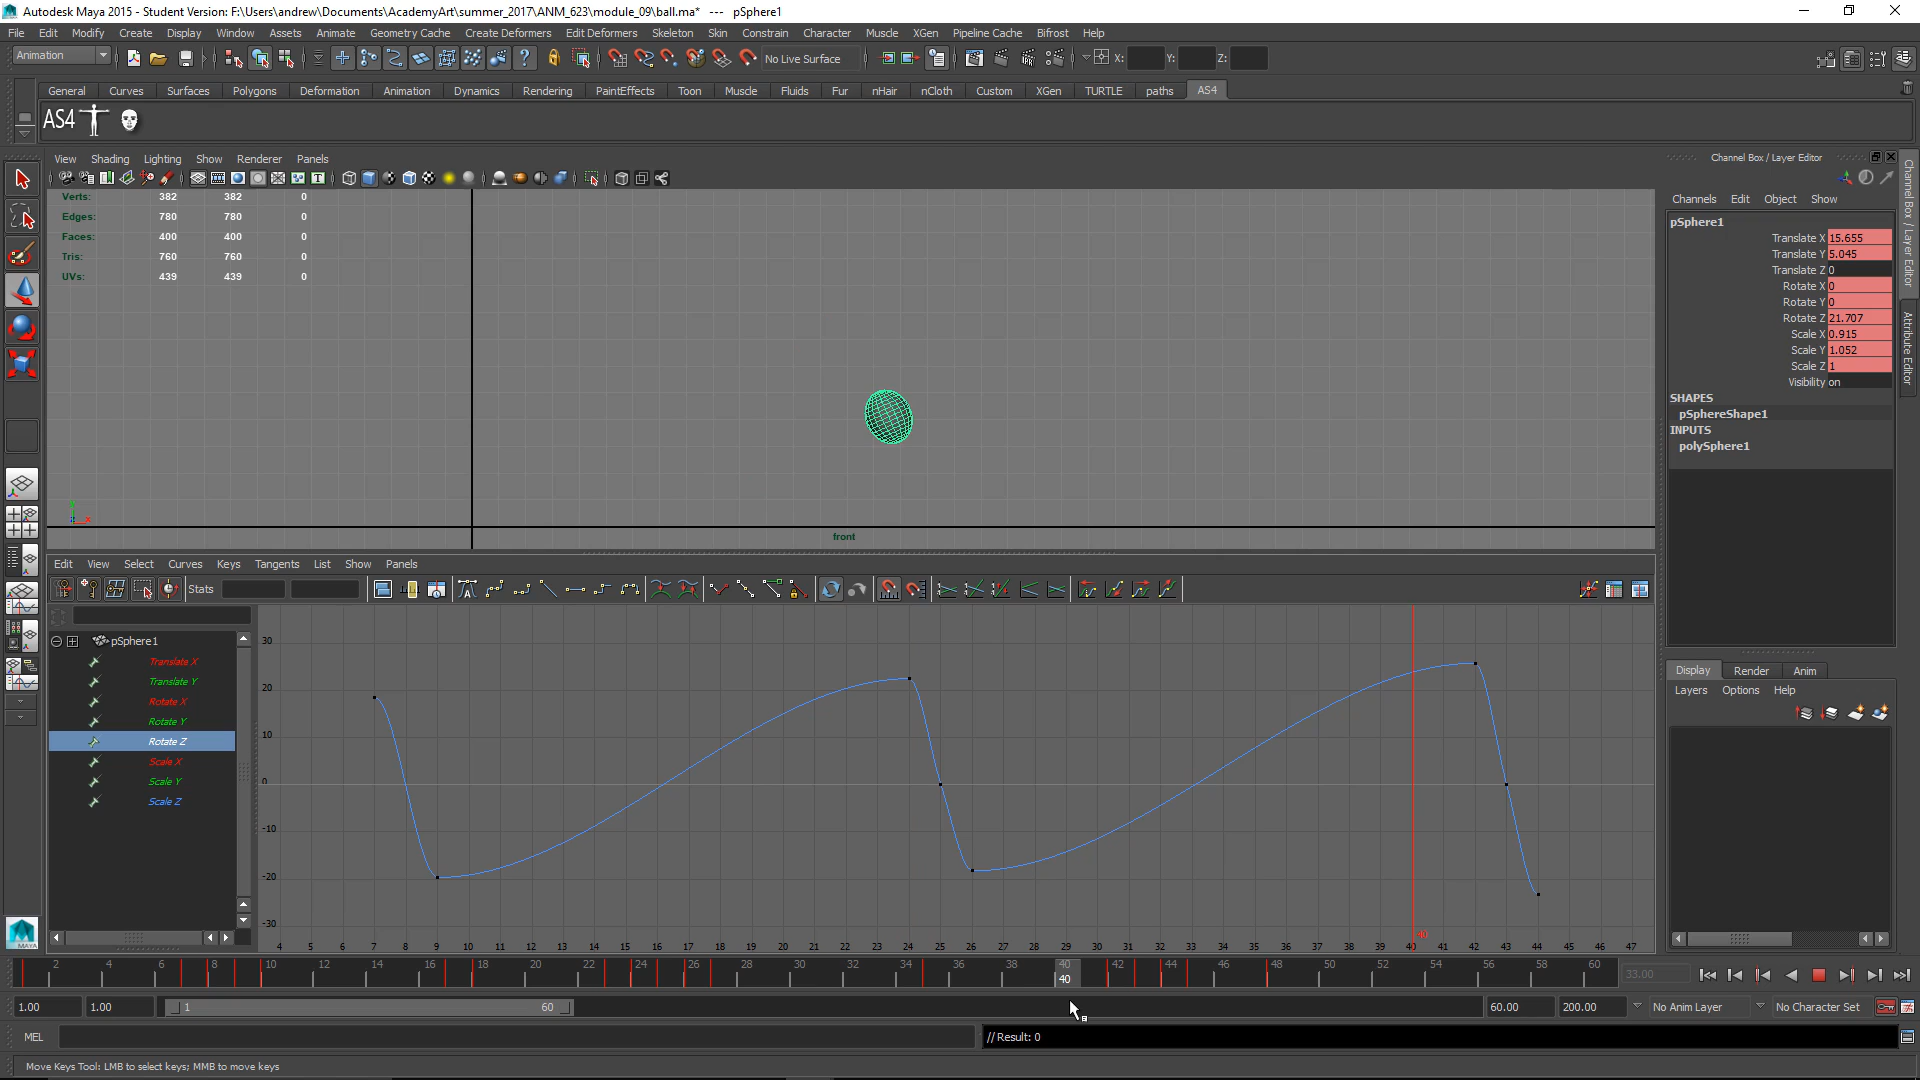 Autodesk Maya 2015 - Student Version: F:\Users\andrew\Documents\AcademyArt\summer_2017\ANM_623\module_09\ball.ma* --- pSphere1
File Edit Modify Create Display Window Assets Animate Geometry Cache Create Deformers Edit Deformers Skeleton Skin Constrain Character Muscle XGen Pipeline Cache Bifrost Help
Animation No Live Surface X: Y: Z:
General Curves Surfaces Polygons Deformation Animation Dynamics Rendering PaintEffects Toon Muscle Fluids Fur nHair nCloth Custom XGen TURTLE paths AS4
AS4
View Shading Lighting Show Renderer Panels
Verts: 382 382 0
Edges: 780 780 0
Faces: 400 400 0
Tris: 760 760 0
UVs: 439 439 0
front
Channel Box / Layer Editor
Channels Edit Object Show
pSphere1
Translate X 15.655
Translate Y 5.045
Translate Z 0
Rotate X 0
Rotate Y 0
Rotate Z 21.707
Scale X 0.915
Scale Y 1.052
Scale Z 1
Visibility on
SHAPES
pSphereShape1
INPUTS
polySphere1
Channel Box / Layer Editor
Attribute Editor
Display Render Anim
Layers Options Help
Edit View Select Curves Keys Tangents List Show Panels
Stats
pSphere1
Translate X
Translate Y
Rotate X
Rotate Y
Rotate Z
Scale X
Scale Y
Scale Z
30
20
10
0
-10
-20
-30
40
4 5 6 7 8 9 10 11 12 13 14 15 16 17 18 19 20 21 22 23 24 25 26 27 28 29 30 31 32 33 34 35 36 37 38 39 40 41 42 43 44 45 46 47
2 4 6 8 10 12 14 16 18 20 22 24 26 28 30 32 34 36 38 40 42 44 46 48 50 52 54 56 58 60
40
33.00
1.00 1.00 1 60 60.00 200.00 No Anim Layer No Character Set
MEL // Result: 0
Move Keys Tool: LMB to select keys; MMB to move keys
MAYA